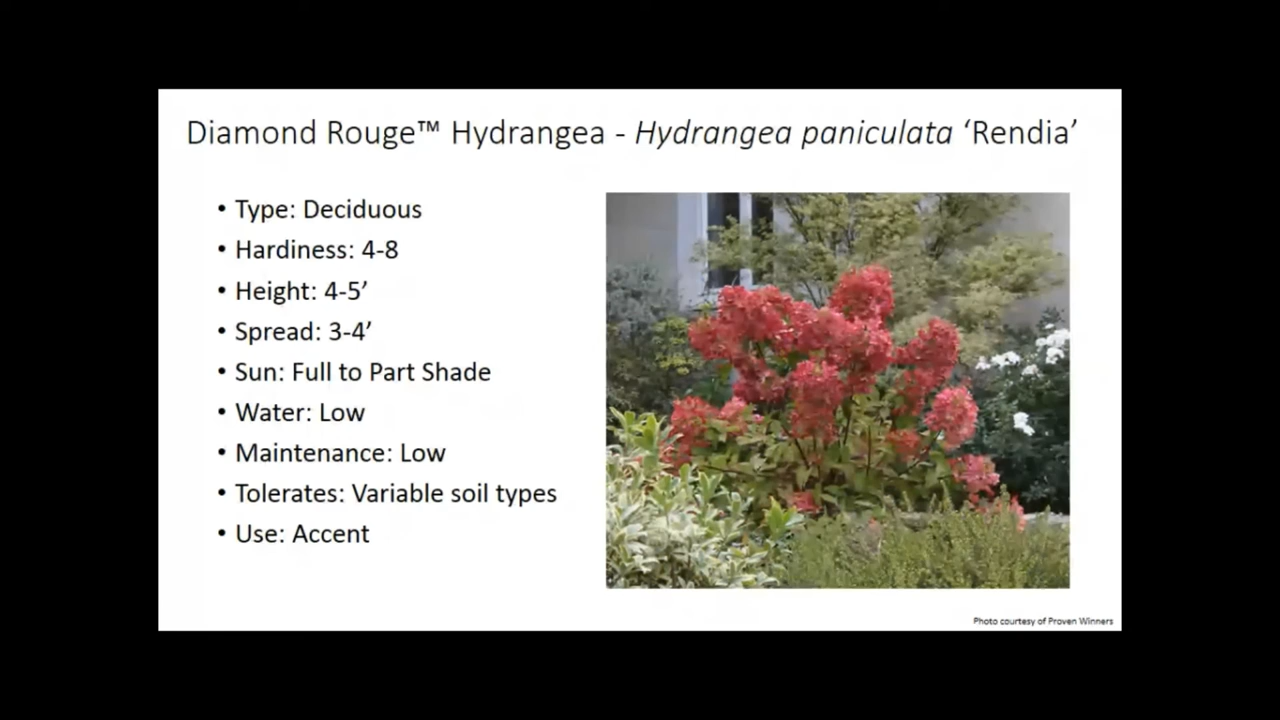 Diamond Rouge™ Hydrangea - Hydrangea paniculata ‘Rendia’
• Type: Deciduous
• Hardiness: 4-8
• Height: 4-5’
• Spread: 3-4’
• Sun: Full to Part Shade
• Water: Low
• Maintenance: Low
• Tolerates: Variable soil types
• Use: Accent
Photo courtesy of Proven Winners